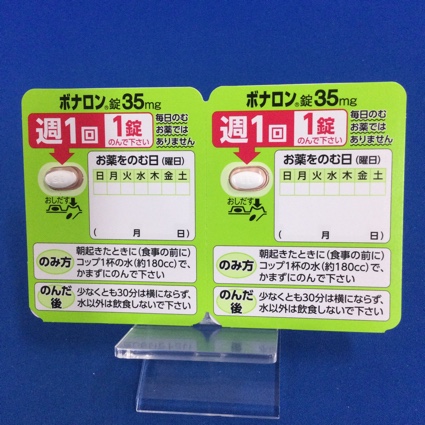 ボナロン®錠35mg
週1回
1錠
のんで下さい
毎日のむ
お薬では
ありません
お薬をのむ日(曜日)
日月火水木金土
おしだす
( 月 日)
のみ方
朝起きたときに(食事の前に)
コップ1杯の水(約180cc)で、
かまずにのんで下さい
のんだ
後
少なくとも30分は横にならず、
水以外は飲食しないで下さい
ボナロン®錠35mg
週1回
1錠
のんで下さい
毎日のむ
お薬では
ありません
お薬をのむ日(曜日)
日月火水木金土
おしだす
( 月 日)
のみ方
朝起きたときに(食事の前に)
コップ1杯の水(約180cc)で、
かまずにのんで下さい
のんだ
後
少なくとも30分は横にならず、
水以外は飲食しないで下さい